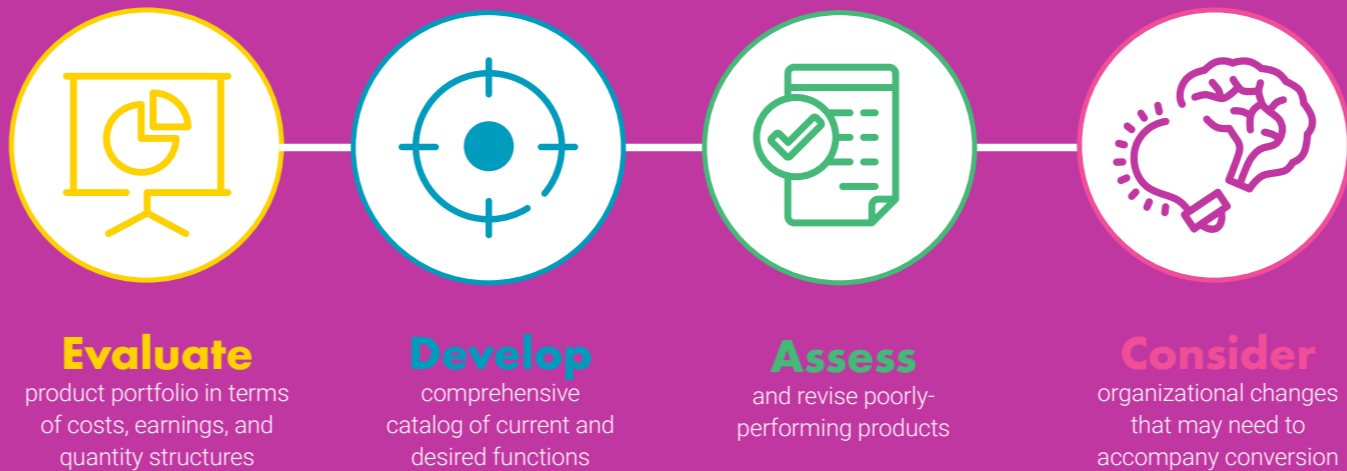 Evaluate
product portfolio in terms
of costs, earnings, and
quantity structures
Develop
comprehensive
catalog of current and
desired functions
Assess
and revise poorly-
performing products
Consider
organizational changes
that may need to
accompany conversion